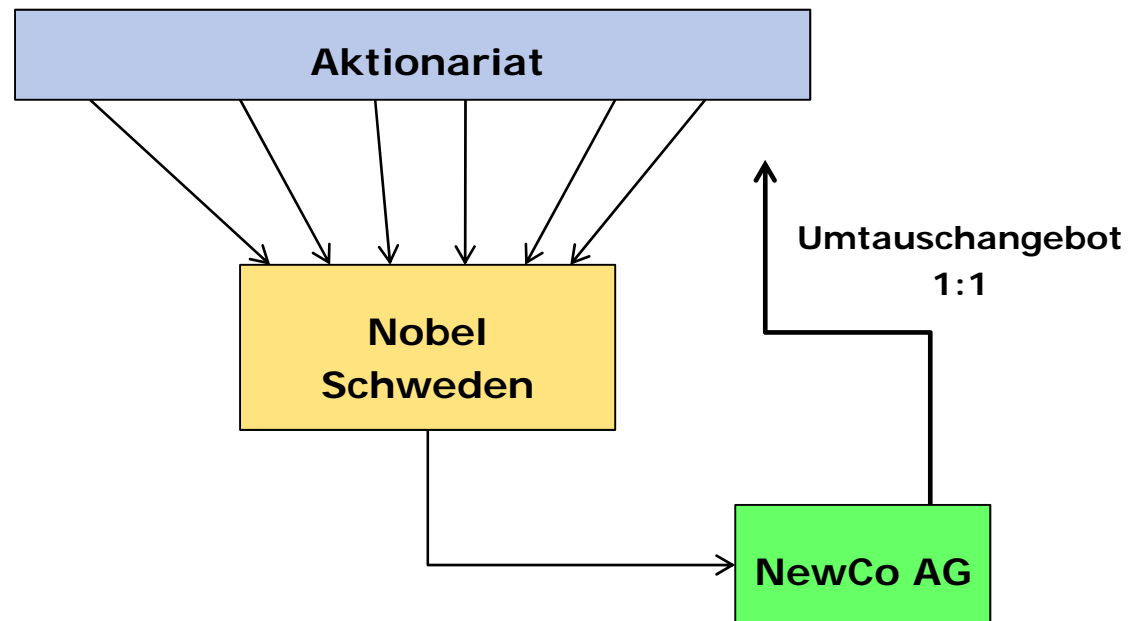 Aktionariat
Umtauschangebot
1:1
Nobel
Schweden
NewCo AG